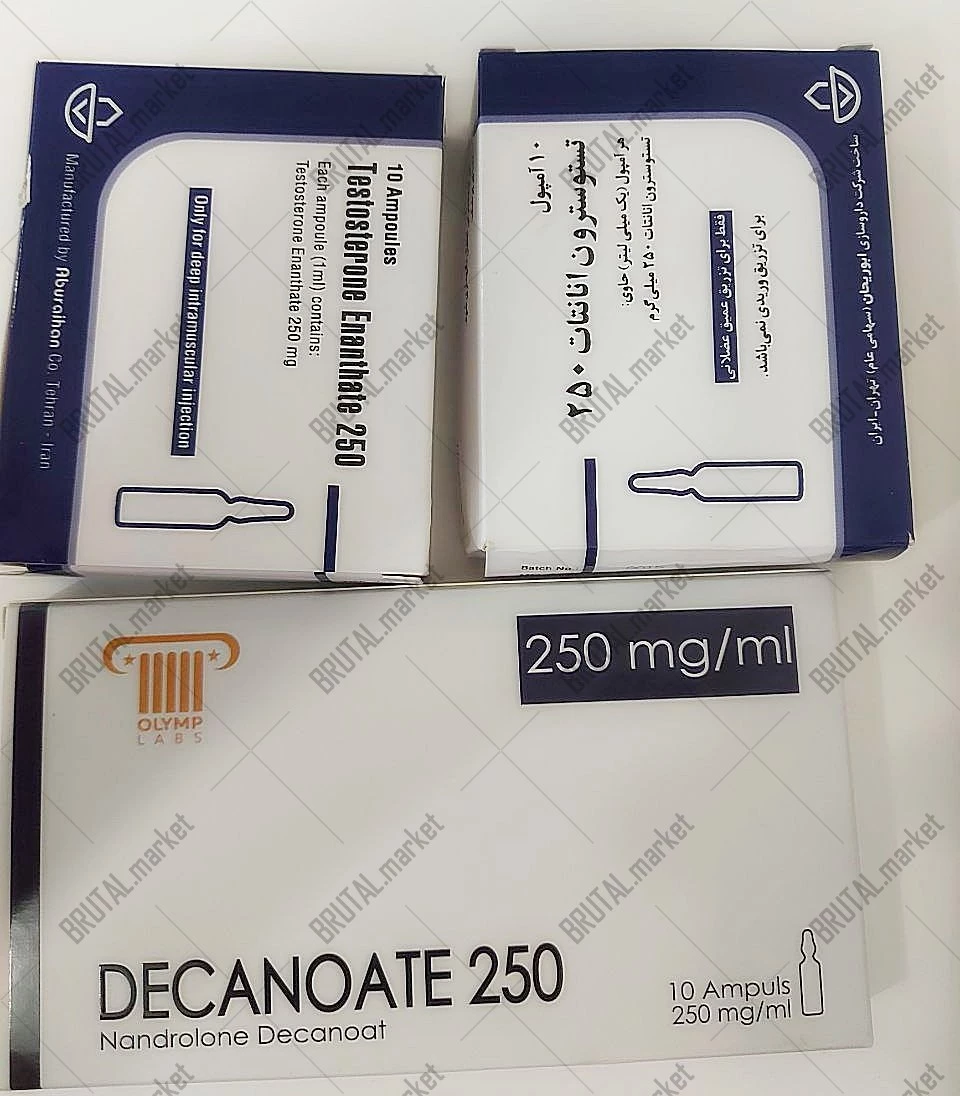 10 Ampoules
Testosterone Enanthate 250
Each ampoule (1ml) contains:
Testosterone Enanthate 250 mg
Only for deep intramuscular injection
Manufactured by Aburaihan Co. Tehran - Iran
۱۰ آمپول
تستوسترون انانتات ۲۵۰
هر آمپول (یک میلی لیتر) حاوی:
تستوسترون انانتات ۲۵۰ میلی‌گرم
فقط برای تزریق عمیق عضلانی
برای تزریق وریدی نمی‌باشد.
ساخت شرکت داروسازی ابوریحان (سهامی عام) تهران-ایران
Batch No.
OLYMP
LABS
250 mg/ml
DECANOATE 250
Nandrolone Decanoat
10 Ampuls
250 mg/ml
BRUTAL.market